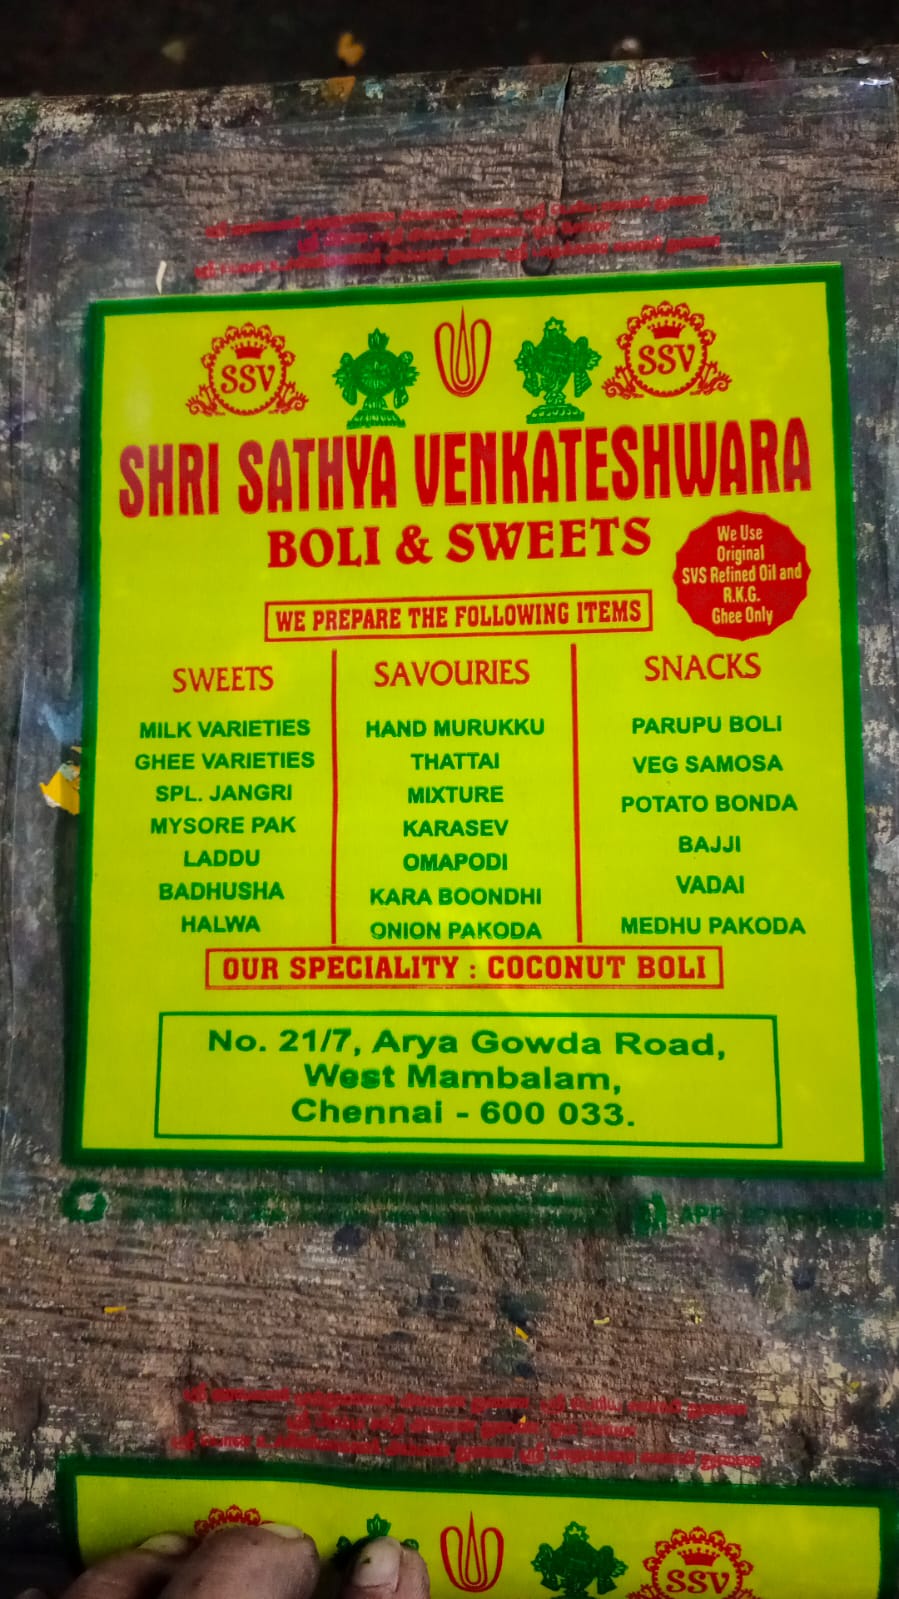 SSV
SSV
SHRI SATHYA VENKATESHWARA
BOLI & SWEETS
We Use
Original
SVS Refined Oil and
R.K.G.
Ghee Only
WE PREPARE THE FOLLOWING ITEMS
SWEETS
MILK VARIETIES
GHEE VARIETIES
SPL. JANGRI
MYSORE PAK
LADDU
BADHUSHA
HALWA
SAVOURIES
HAND MURUKKU
THATTAI
MIXTURE
KARASEV
OMAPODI
KARA BOONDHI
ONION PAKODA
SNACKS
PARUPU BOLI
VEG SAMOSA
POTATO BONDA
BAJJI
VADAI
MEDHU PAKODA
OUR SPECIALITY : COCONUT BOLI
No. 21/7, Arya Gowda Road,
West Mambalam,
Chennai - 600 033.
SSV